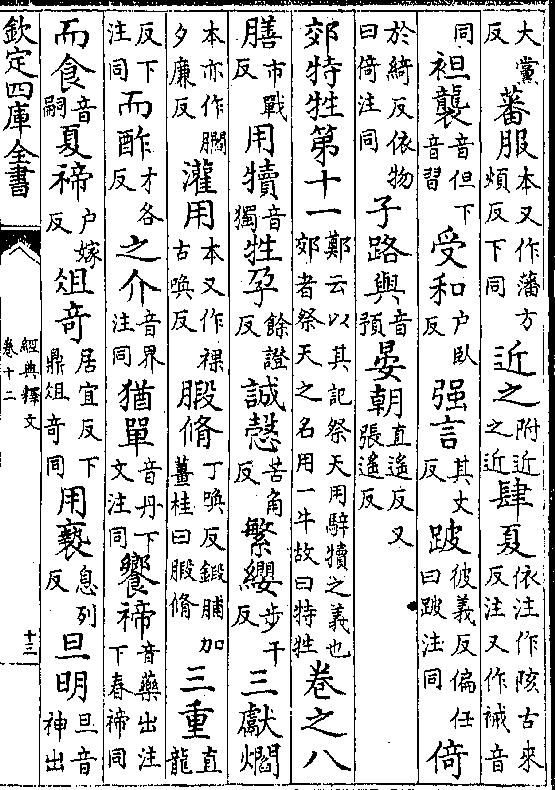 大黨反蕃服本又作藩方煩反下同近之附近之近肆夏依注作陔古來反注又作祴音
同袒襲音但下音習受和户卧反强言其丈反跛彼義反偏任曰跛注同倚
於綺反依物曰倚注同子路與音預晏朝直遙反又張遙反
郊特牲第十一鄭云以其記祭天用騂犢之義也郊者祭天之名用一牛故曰特牲卷之八
膳市戰反用犢音獨牲孕餘證反誠慤苦角反繁纓步干反三獻爓
本亦作夕廉反灌用本又作祼古喚反腶脩丁喚反鍛脯加薑桂曰腶脩三重直龍
反下注同而酢才各反之介音界注同猶單音丹下文注同饗禘音藥出注下春禘同
而食音嗣夏禘户嫁反俎奇居宜反下鼎俎奇同用褻息列反旦明旦音神出
欽定四庫全書
經典釋文
卷十二
十三